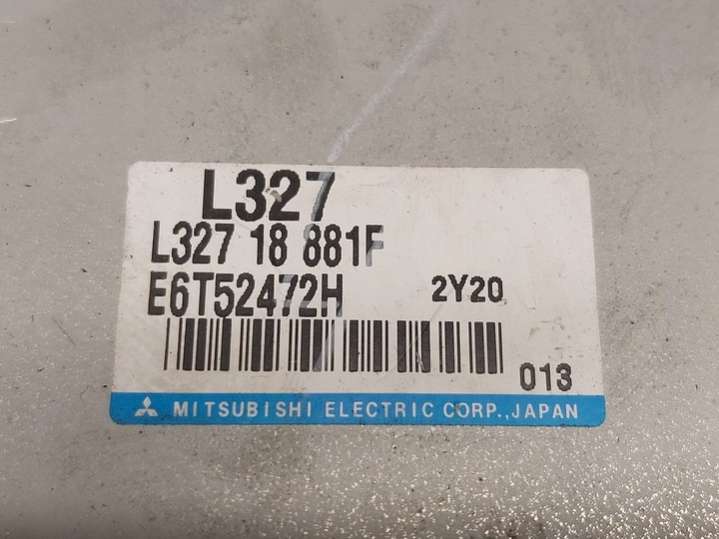 L327
L327 18 881F
E6T52472H 2Y20
013
MITSUBISHI ELECTRIC CORP., JAPAN